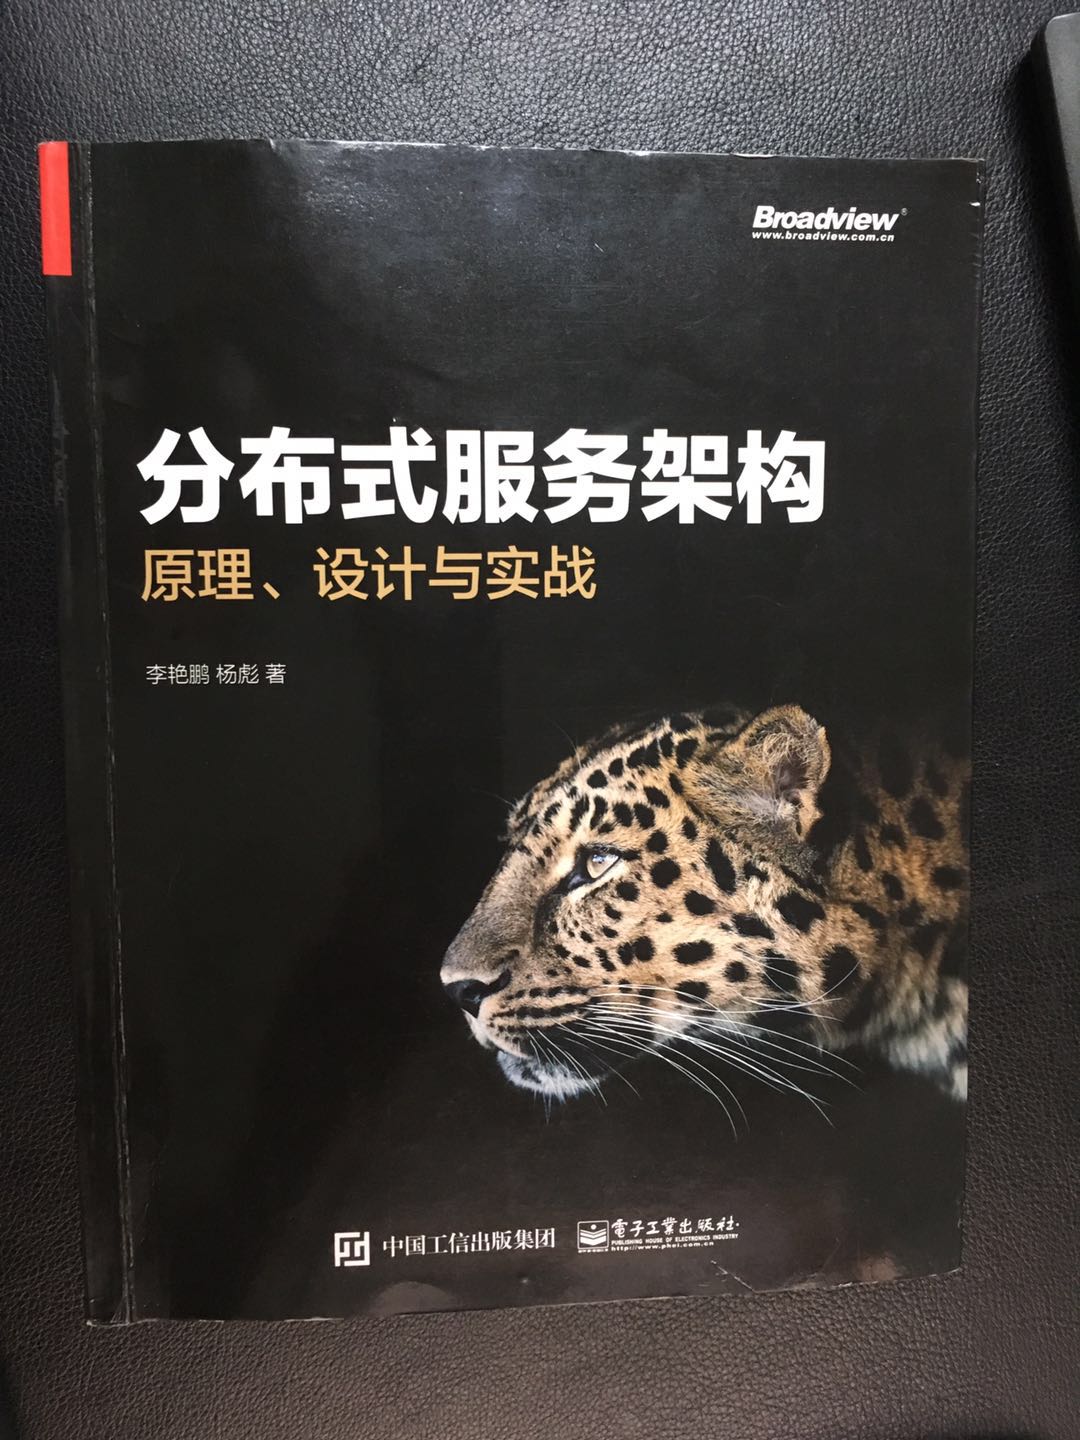 Broadview®
www.broadview.com.cn
分布式服务架构
原理、设计与实战
李艳鹏 杨彪 著
中国工信出版集团
電子工業出版社·
PUBLISHING HOUSE OF ELECTRONICS INDUSTRY
http://www.phei.com.cn